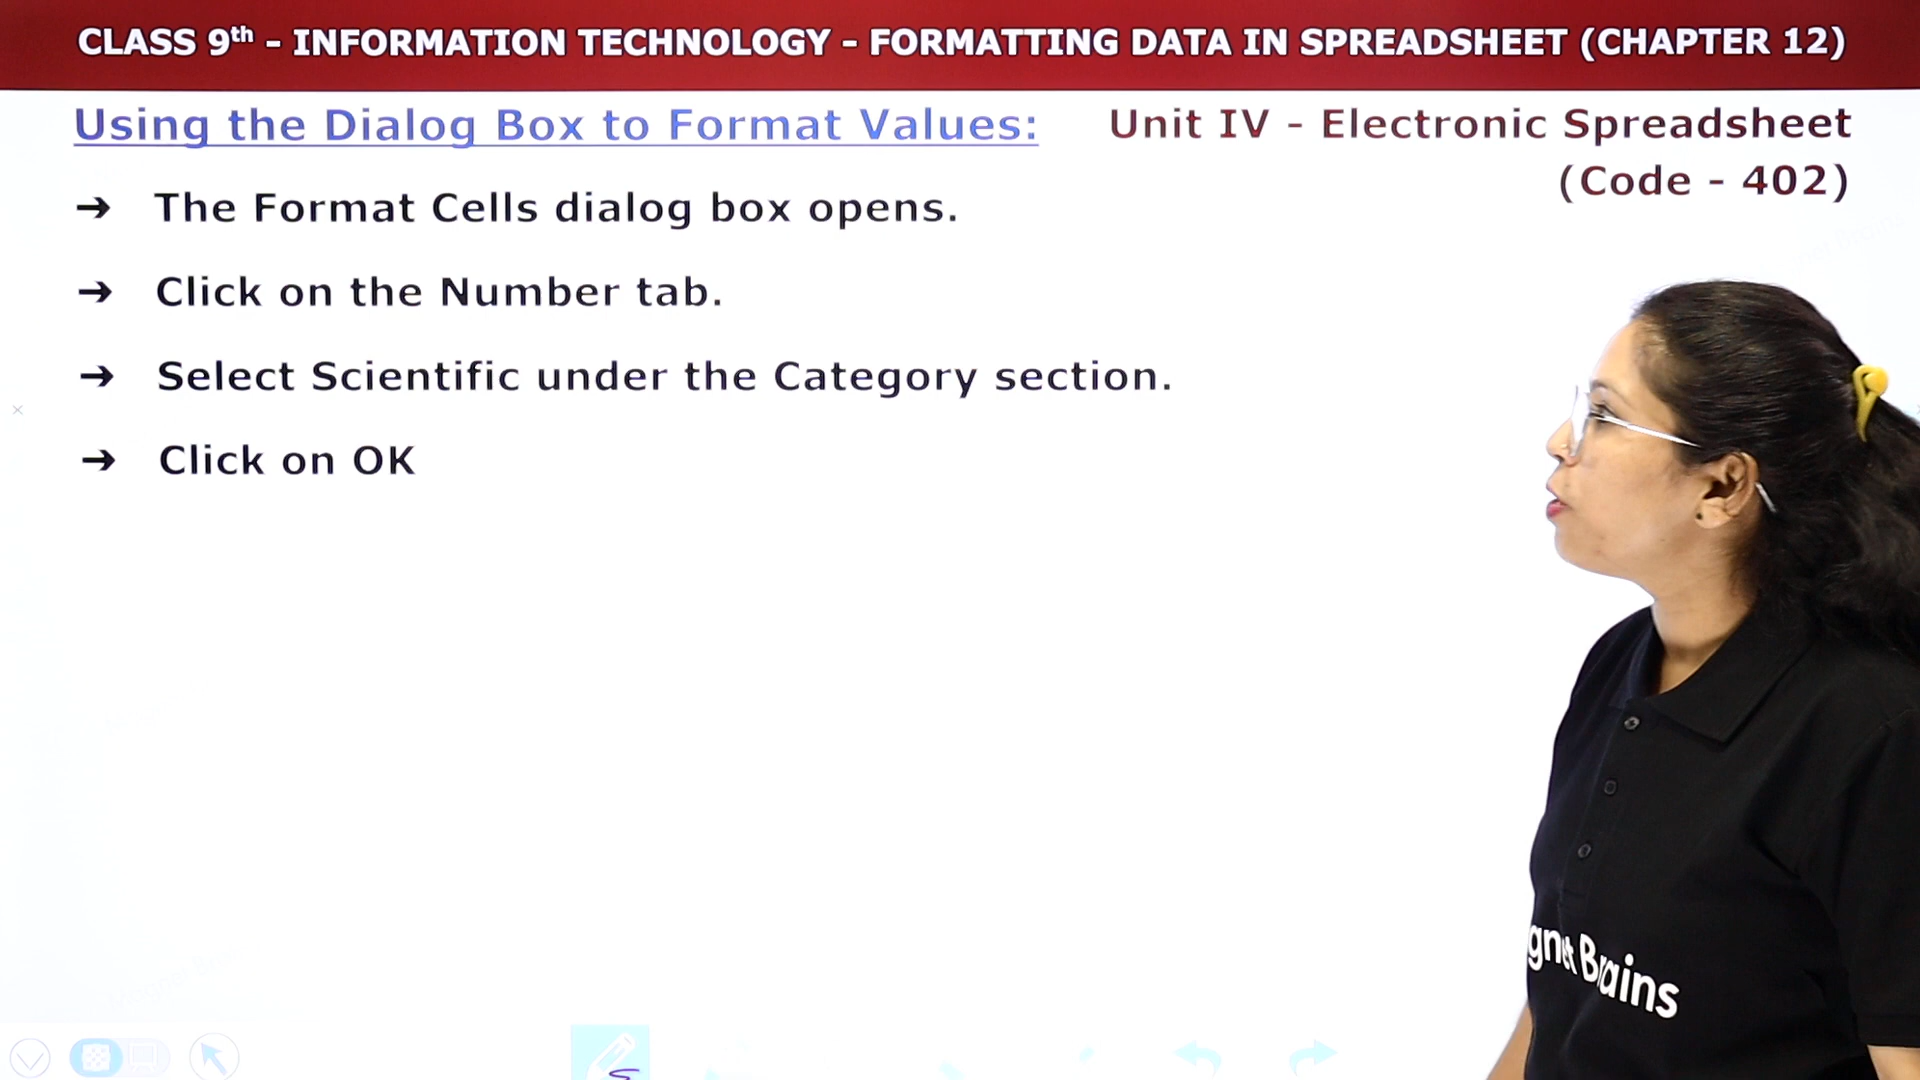 CLASS 9th - INFORMATION TECHNOLOGY - FORMATTING DATA IN SPREADSHEET (CHAPTER 12)
Using the Dialog Box to Format Values:
Unit IV - Electronic Spreadsheet
(Code - 402)
➔ The Format Cells dialog box opens.
➔ Click on the Number tab.
➔ Select Scientific under the Category section.
➔ Click on OK
gnet Brains